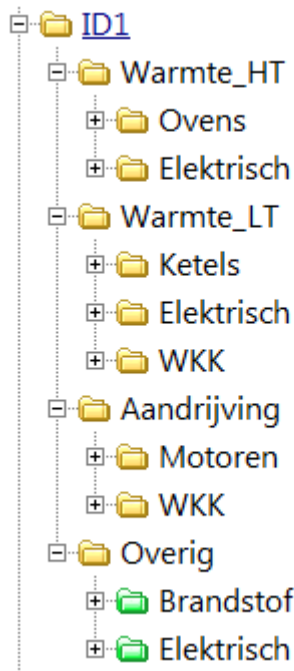 ID1
Warmte_HT
Ovens
Elektrisch
Warmte_LT
Ketels
Elektrisch
WKK
Aandrijving
Motoren
WKK
Overig
Brandstof
Elektrisch